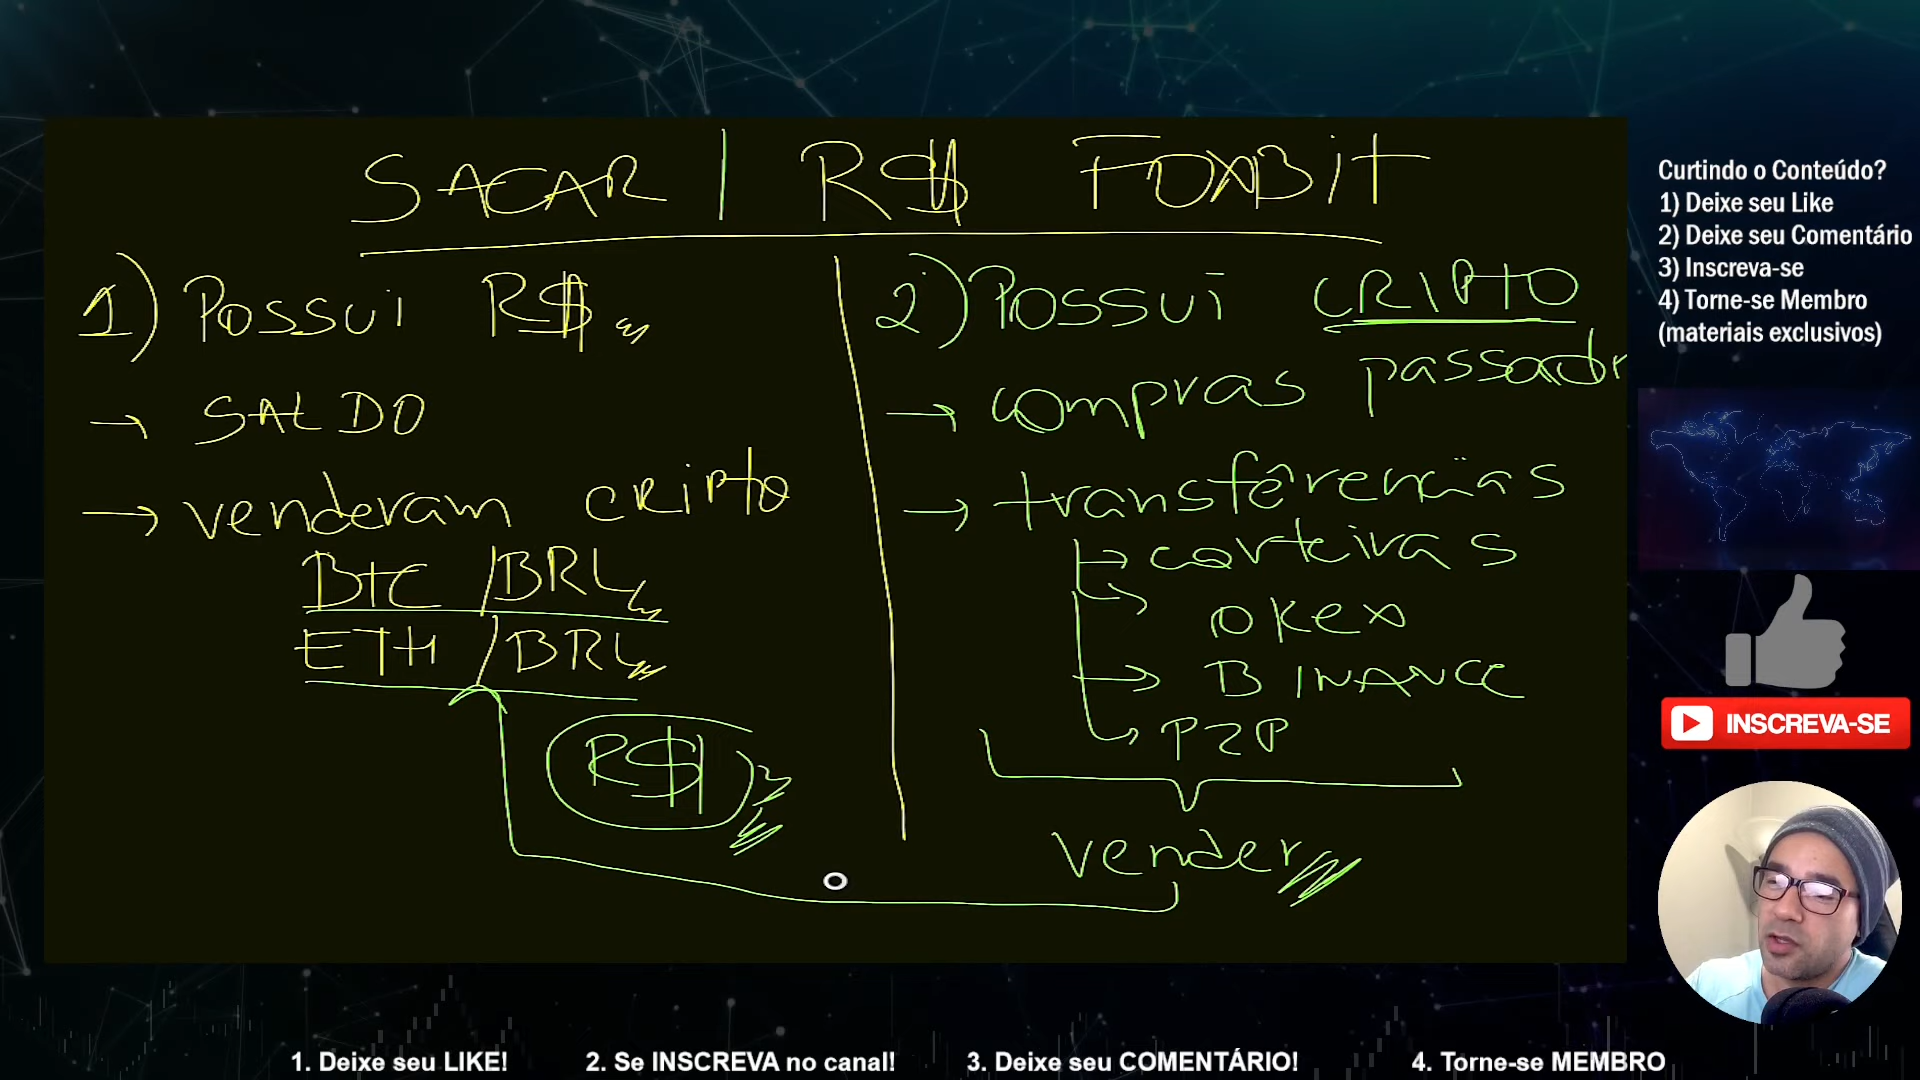 SACAR | R$ FOXBIT
1) Possui R$
→ SALDO
→ venderam cripto
BTC / BRL
ETH / BRL
R$
2) Possui CRIPTO
→ compras passadr
→ transferências
→ carteiras
okex
→ BINANCE
P2P
vender
Curtindo o Conteúdo?
1) Deixe seu Like
2) Deixe seu Comentário
3) Inscreva-se
4) Torne-se Membro
(materiais exclusivos)
INSCREVA-SE
1. Deixe seu LIKE! 2. Se INSCREVA no canal! 3. Deixe seu COMENTÁRIO! 4. Torne-se MEMBRO